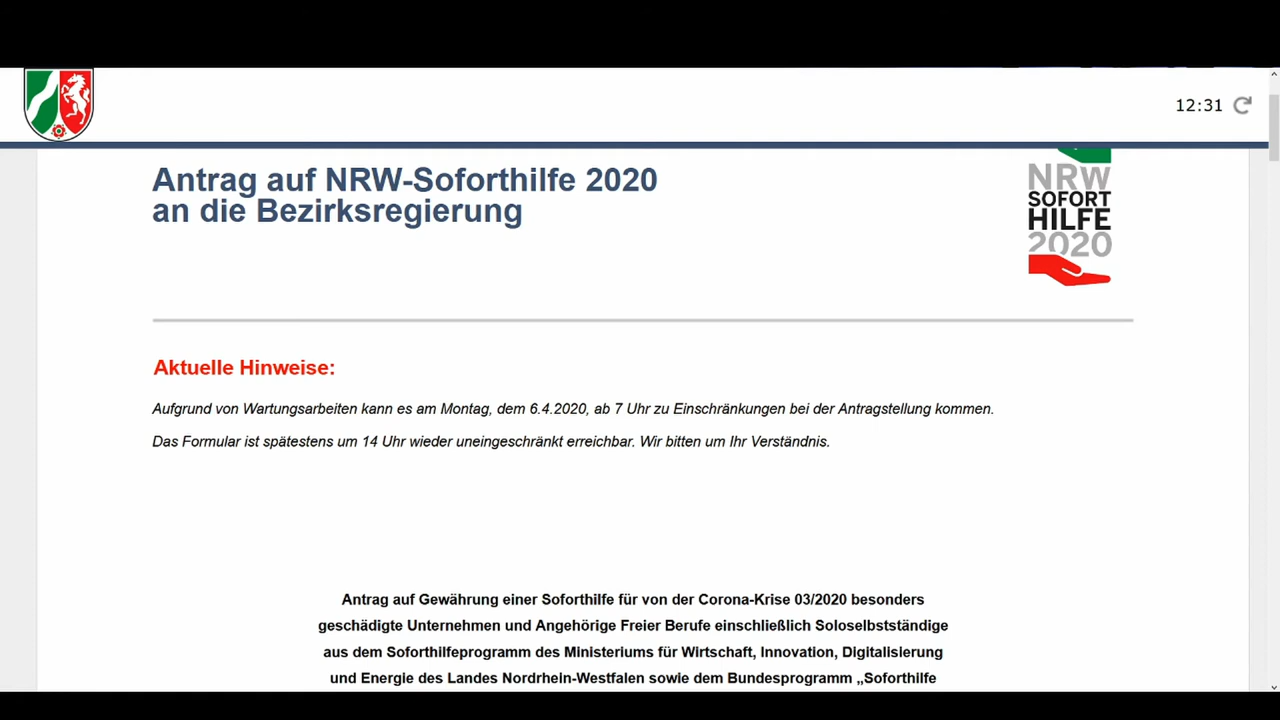 12:31
Antrag auf NRW-Soforthilfe 2020
an die Bezirksregierung
NRW
SOFORT
HILFE
2020
Aktuelle Hinweise:
Aufgrund von Wartungsarbeiten kann es am Montag, dem 6.4.2020, ab 7 Uhr zu Einschränkungen bei der Antragstellung kommen.
Das Formular ist spätestens um 14 Uhr wieder uneingeschränkt erreichbar. Wir bitten um Ihr Verständnis.
Antrag auf Gewährung einer Soforthilfe für von der Corona-Krise 03/2020 besonders
geschädigte Unternehmen und Angehörige Freier Berufe einschließlich Soloselbstständige
aus dem Soforthilfeprogramm des Ministeriums für Wirtschaft, Innovation, Digitalisierung
und Energie des Landes Nordrhein-Westfalen sowie dem Bundesprogramm „Soforthilfe